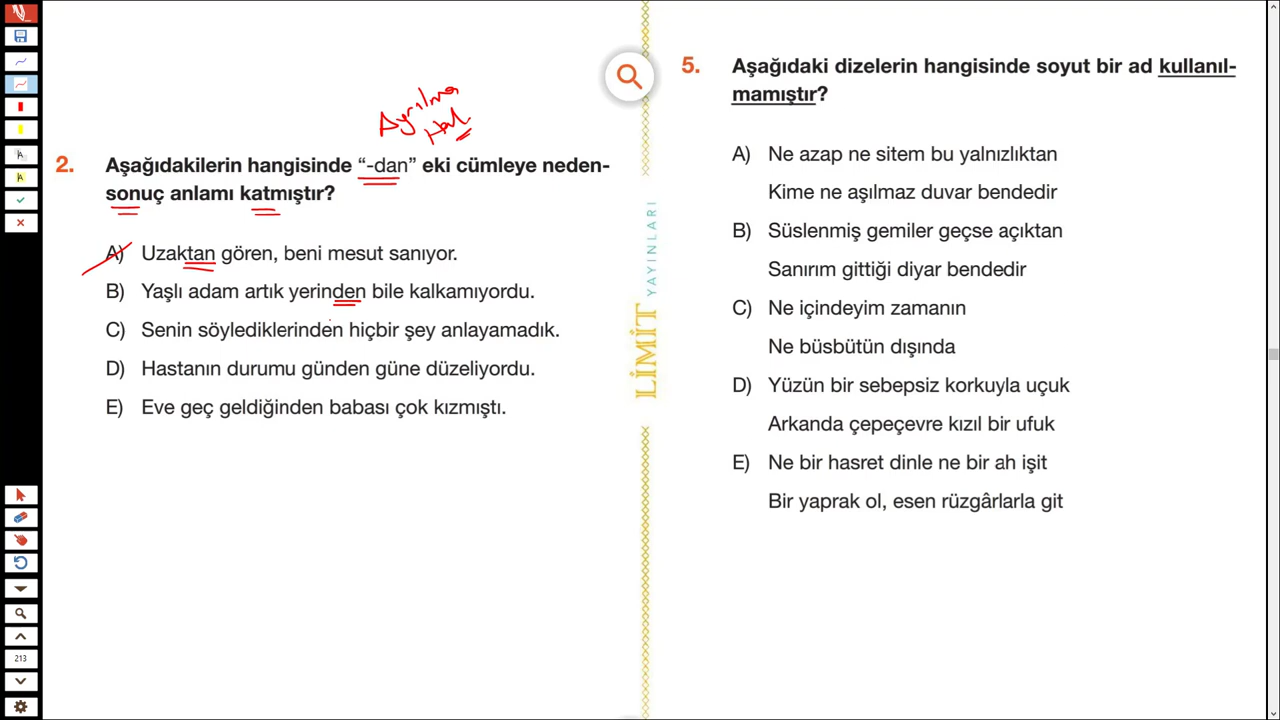 Ayrılma
Hal
2. Aşağıdakilerin hangisinde “-dan” eki cümleye neden-
sonuç anlamı katmıştır?
A) Uzaktan gören, beni mesut sanıyor.
B) Yaşlı adam artık yerinden bile kalkamıyordu.
C) Senin söylediklerinden hiçbir şey anlayamadık.
D) Hastanın durumu günden güne düzeliyordu.
E) Eve geç geldiğinden babası çok kızmıştı.
LİMİT YAYINLARI
5. Aşağıdaki dizelerin hangisinde soyut bir ad kullanıl-
mamıştır?
A) Ne azap ne sitem bu yalnızlıktan
Kime ne aşılmaz duvar bendedir
B) Süslenmiş gemiler geçse açıktan
Sanırım gittiği diyar bendedir
C) Ne içindeyim zamanın
Ne büsbütün dışında
D) Yüzün bir sebepsiz korkuyla uçuk
Arkanda çepeçevre kızıl bir ufuk
E) Ne bir hasret dinle ne bir ah işit
Bir yaprak ol, esen rüzgârlarla git
A
A
213